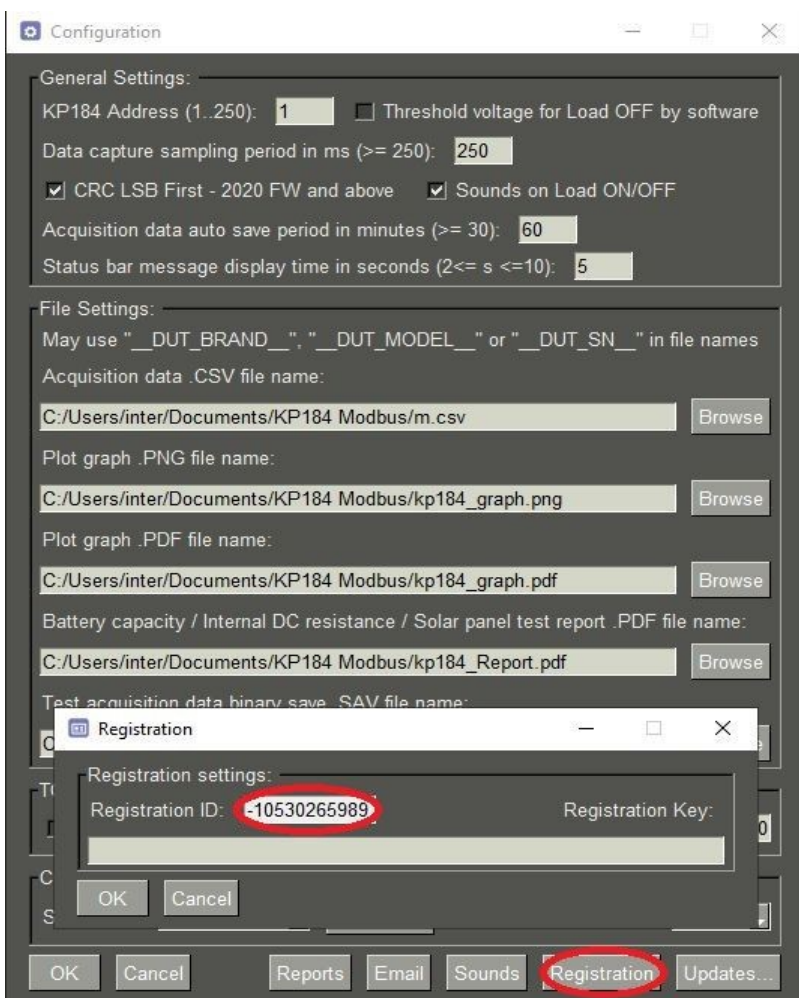 Configuration
General Settings:
KP184 Address (1..250): 1 Threshold voltage for Load OFF by software
Data capture sampling period in ms (>= 250): 250
CRC LSB First - 2020 FW and above Sounds on Load ON/OFF
Acquisition data auto save period in minutes (>= 30): 60
Status bar message display time in seconds (2<= s <=10): 5
File Settings:
May use "__DUT_BRAND__", "__DUT_MODEL__" or "__DUT_SN__" in file names
Acquisition data .CSV file name:
C:/Users/inter/Documents/KP184 Modbus/m.csv Browse
Plot graph .PNG file name:
C:/Users/inter/Documents/KP184 Modbus/kp184_graph.png Browse
Plot graph .PDF file name:
C:/Users/inter/Documents/KP184 Modbus/kp184_graph.pdf Browse
Battery capacity / Internal DC resistance / Solar panel test report .PDF file name:
C:/Users/inter/Documents/KP184 Modbus/kp184_Report.pdf Browse
Test acquisition data binary save .SAV file name:
Registration
Registration settings:
Registration ID: -10530265989 Registration Key:
OK Cancel
OK Cancel Reports Email Sounds Registration Updates...